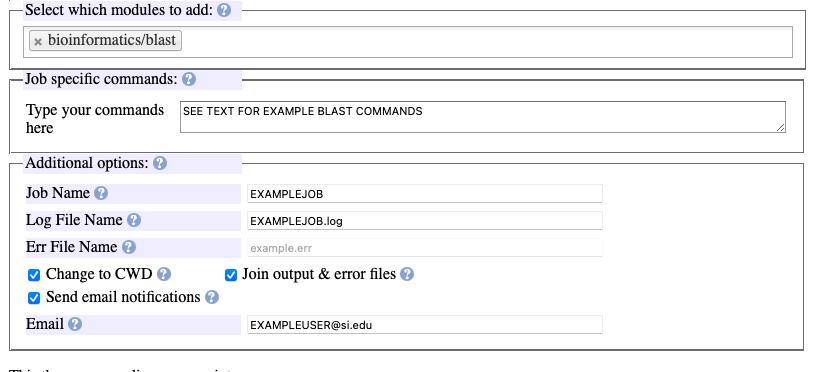 Select which modules to add: ?
× bioinformatics/blast
Job specific commands: ?
Type your commands here
SEE TEXT FOR EXAMPLE BLAST COMMANDS
Additional options: ?
Job Name ? EXAMPLEJOB
Log File Name ? EXAMPLEJOB.log
Err File Name ? example.err
Change to CWD ? Join output & error files ?
Send email notifications ?
Email ? EXAMPLEUSER@si.edu